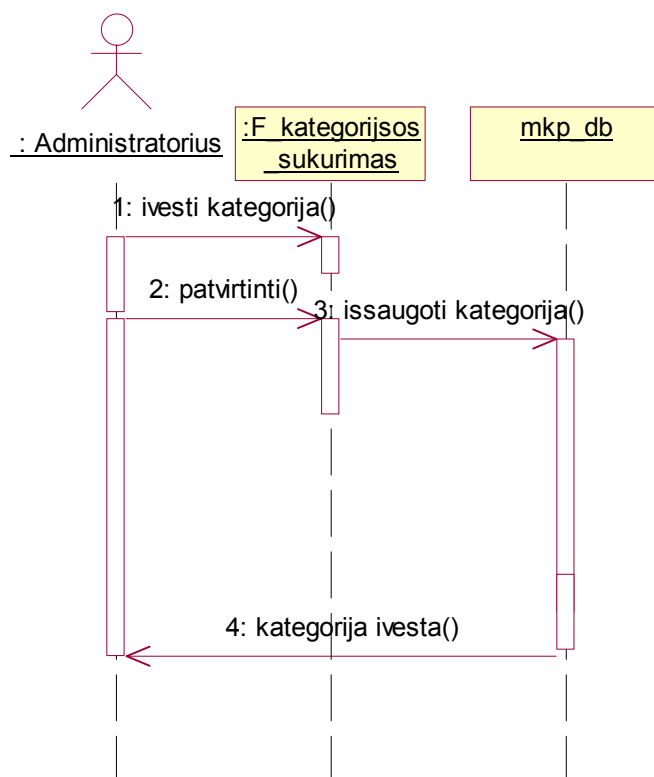 : Administratorius
:F_kategorijsos
_sukurimas
mkp_db
1: ivesti kategorija()
2: patvirtinti()
3: issaugoti kategorija()
4: kategorija ivesta()